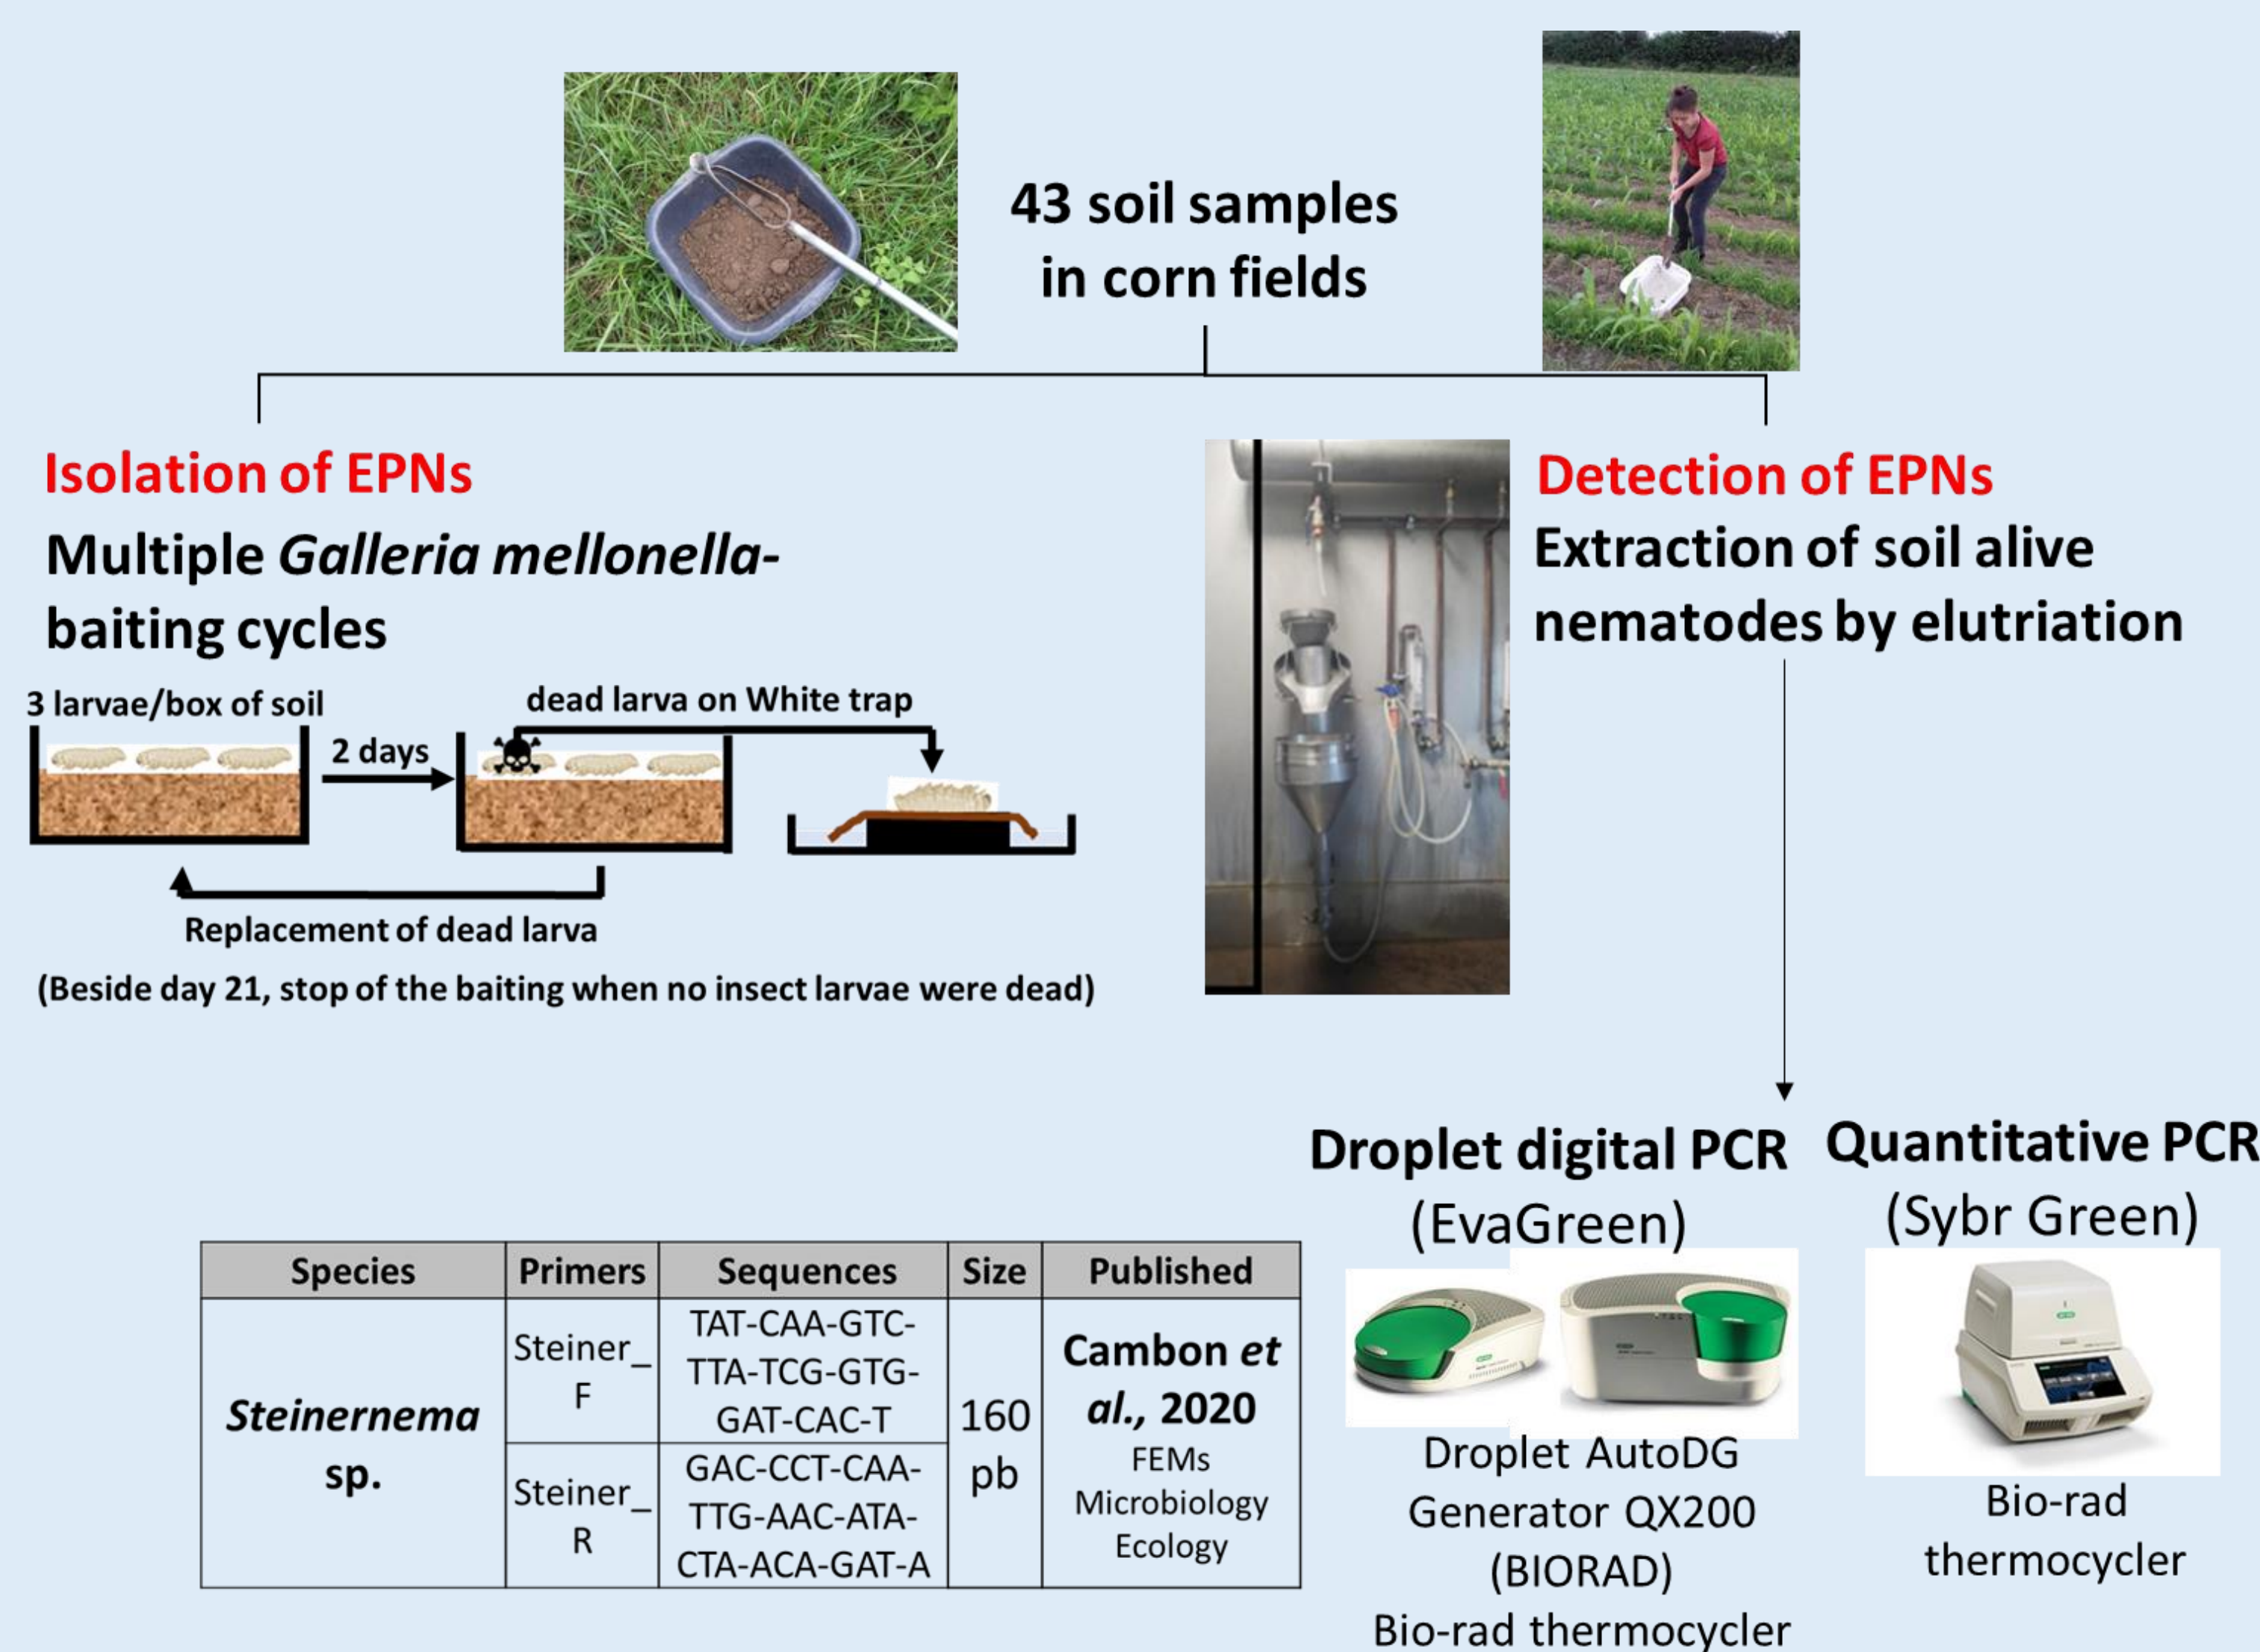 43 soil samples
in corn fields
Isolation of EPNs
Multiple Galleria mellonella-
baiting cycles
3 larvae/box of soil
2 days
dead larva on White trap
Replacement of dead larva
(Beside day 21, stop of the baiting when no insect larvae were dead)
Detection of EPNs
Extraction of soil alive
nematodes by elutriation
Droplet digital PCR
(EvaGreen)
Droplet AutoDG
Generator QX200
(BIORAD)
Bio-rad thermocycler
Quantitative PCR
(Sybr Green)
Bio-rad
thermocycler
Species Primers Sequences Size Published
Steinernema
sp.
Steiner_
F
TAT-CAA-GTC-
TTA-TCG-GTG-
GAT-CAC-T
Steiner_
R
GAC-CCT-CAA-
TTG-AAC-ATA-
CTA-ACA-GAT-A
160
pb
Cambon et
al., 2020
FEMs
Microbiology
Ecology